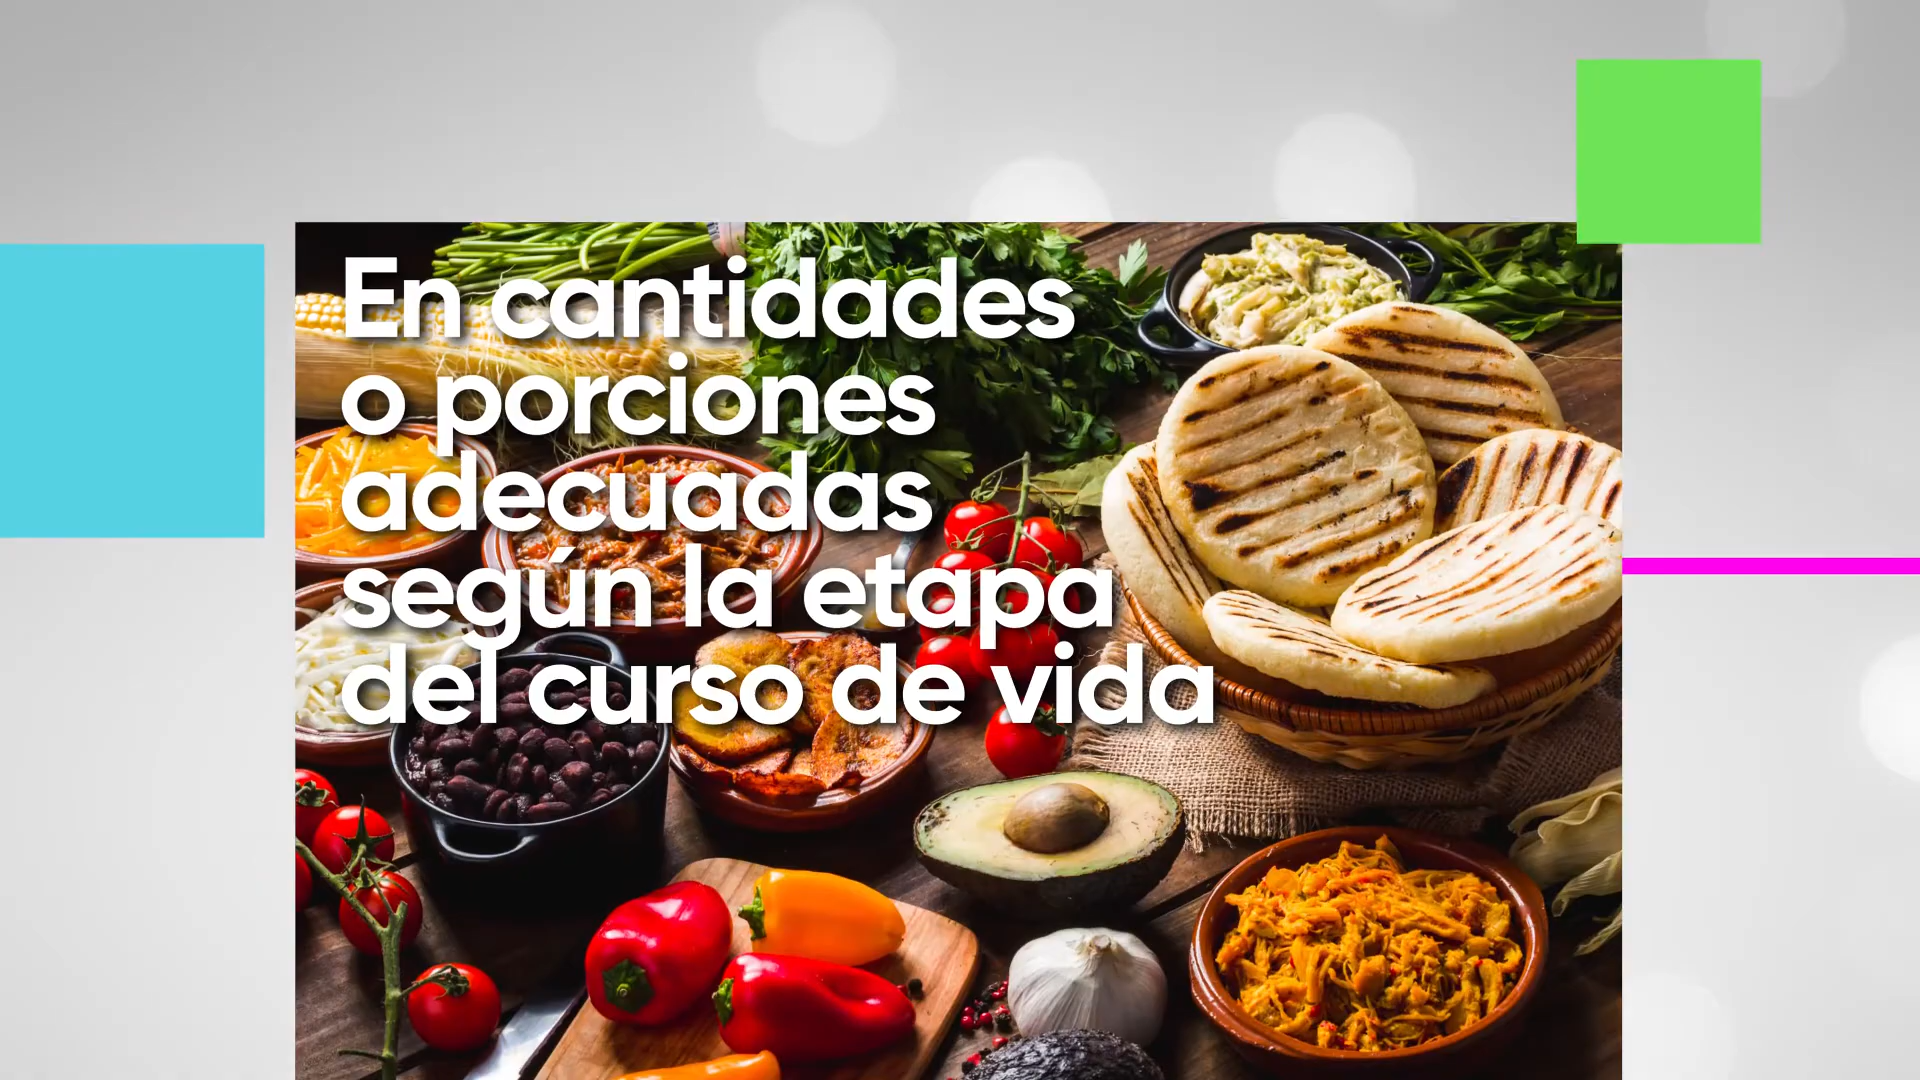 En cantidades
o porciones
adecuadas
según la etapa
del curso de vida